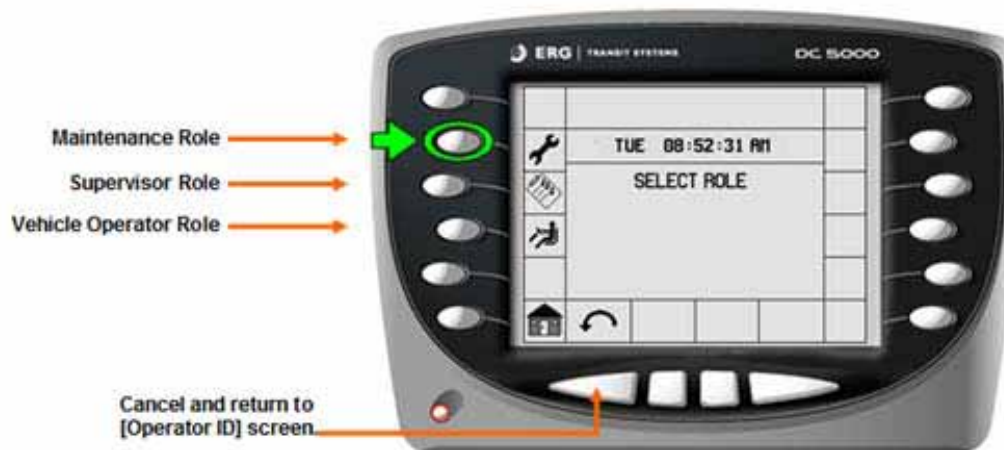 ERG | TRANSIT SYSTEMS
DC 5000
Maintenance Role
TUE 08:52:31 AM
Supervisor Role
SELECT ROLE
Vehicle Operator Role
Cancel and return to
[Operator ID] screen